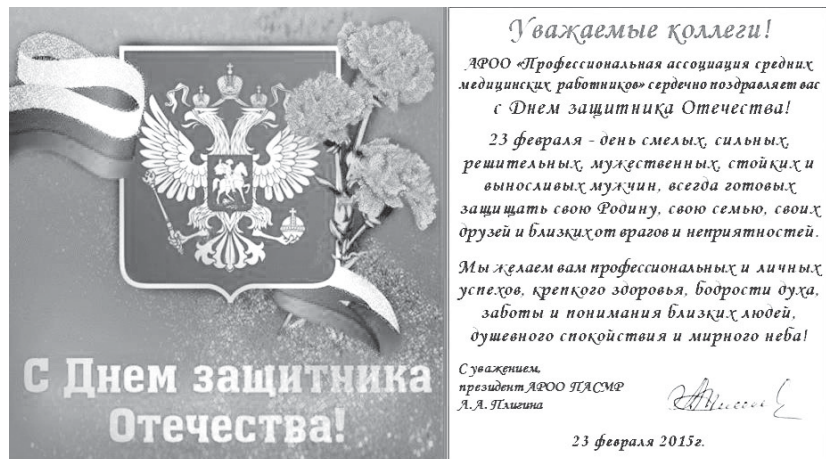 С Днем защитника
Отечества!
Уважаемые коллеги!
АРОО «Профессиональная ассоциация средних
медицинских работников» сердечно поздравляет вас
с Днем защитника Отечества!
23 февраля - день смелых, сильных,
решительных, мужественных, стойких и
выносливых мужчин, всегда готовых
защищать свою Родину, свою семью, своих
друзей и близких от врагов и неприятностей.
Мы желаем вам профессиональных и личных
успехов, крепкого здоровья, бодрости духа,
заботы и понимания близких людей,
душевного спокойствия и мирного неба!
С уважением,
президент АРОО ПАСМР
Л.А. Плигина
23 февраля 2015г.